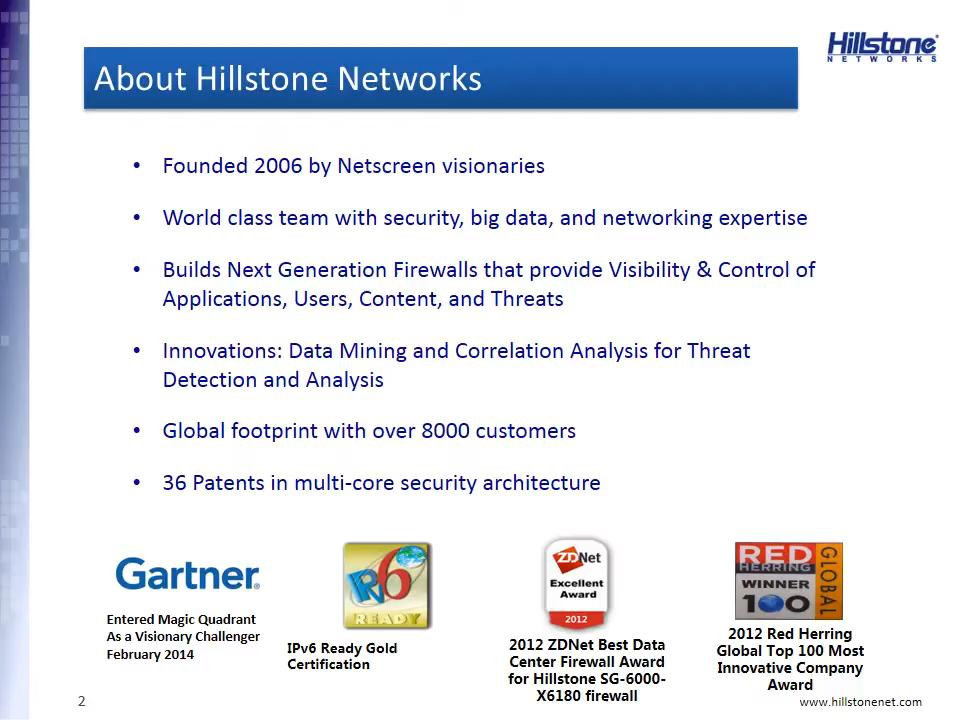 Hillstone
NETWORKS
About Hillstone Networks
• Founded 2006 by Netscreen visionaries
• World class team with security, big data, and networking expertise
• Builds Next Generation Firewalls that provide Visibility & Control of
Applications, Users, Content, and Threats
• Innovations: Data Mining and Correlation Analysis for Threat
Detection and Analysis
• Global footprint with over 8000 customers
• 36 Patents in multi-core security architecture
Gartner®
Entered Magic Quadrant
As a Visionary Challenger
February 2014
IPv6
READY
IPv6 Ready Gold
Certification
ZDNet
Excellent
Award
2012
2012 ZDNet Best Data
Center Firewall Award
for Hillstone SG-6000-
X6180 firewall
RED
HERRING
WINNER
100
GLOBAL
2012 Red Herring
Global Top 100 Most
Innovative Company
Award
2
www.hillstonenet.com